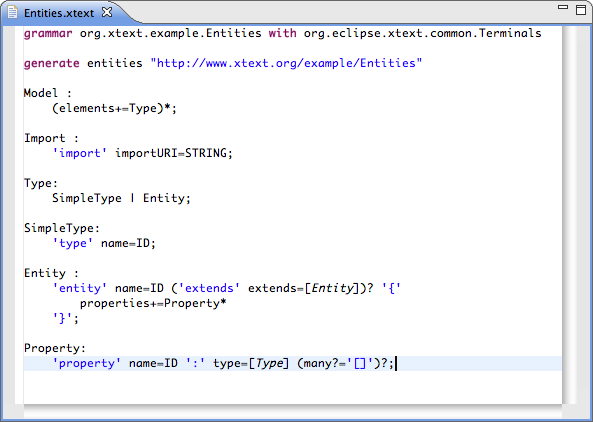 Entities.xtext
grammar org.xtext.example.Entities with org.eclipse.xtext.common.Terminals
generate entities "http://www.xtext.org/example/Entities"
Model :
(elements+=Type)*;
Import :
'import' importURI=STRING;
Type:
SimpleType | Entity;
SimpleType:
'type' name=ID;
Entity :
'entity' name=ID ('extends' extends=[Entity])? '{'
properties+=Property*
'}';
Property:
'property' name=ID ':' type=[Type] (many?='[]')?;